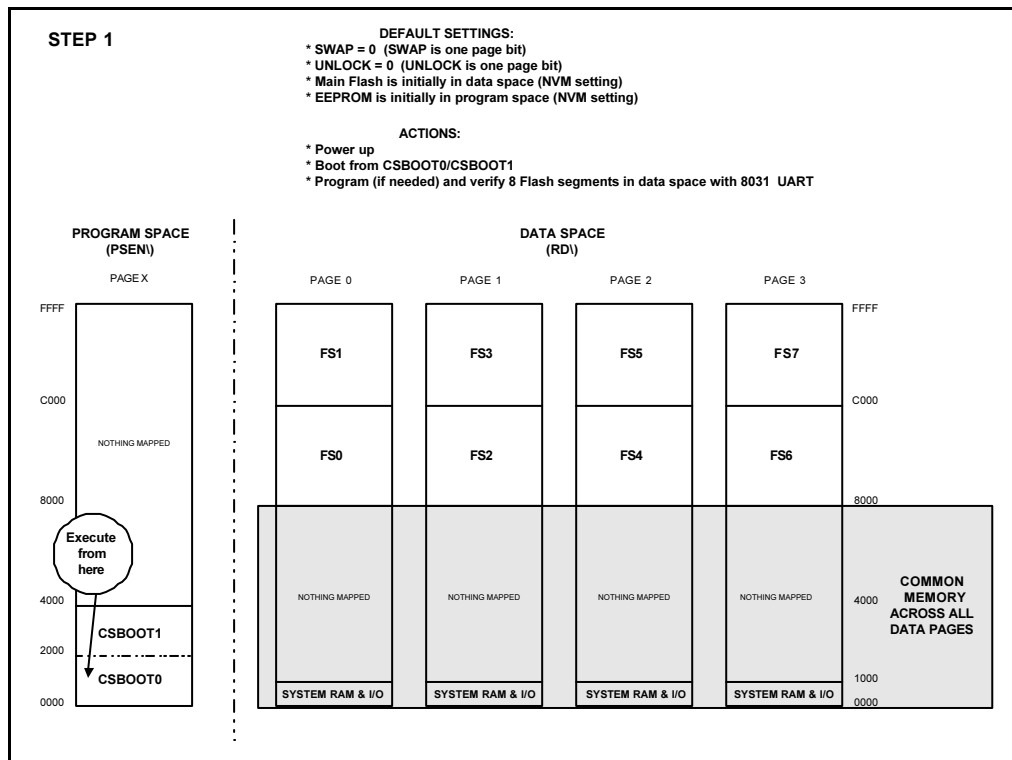 STEP 1
DEFAULT SETTINGS:
* SWAP = 0 (SWAP is one page bit)
* UNLOCK = 0 (UNLOCK is one page bit)
* Main Flash is initially in data space (NVM setting)
* EEPROM is initially in program space (NVM setting)
ACTIONS:
* Power up
* Boot from CSBOOT0/CSBOOT1
* Program (if needed) and verify 8 Flash segments in data space with 8031 UART
PROGRAM SPACE
(PSEN\)
PAGE X
FFFF
C000
NOTHING MAPPED
8000
Execute
from
here
4000
CSBOOT1
2000
CSBOOT0
0000
DATA SPACE
(RD\)
PAGE 0
PAGE 1
PAGE 2
PAGE 3
FFFF
FS1
FS3
FS5
FS7
C000
FS0
FS2
FS4
FS6
8000
NOTHING MAPPED
NOTHING MAPPED
NOTHING MAPPED
NOTHING MAPPED
4000
COMMON
MEMORY
ACROSS ALL
DATA PAGES
1000
SYSTEM RAM & I/O
SYSTEM RAM & I/O
SYSTEM RAM & I/O
SYSTEM RAM & I/O
0000